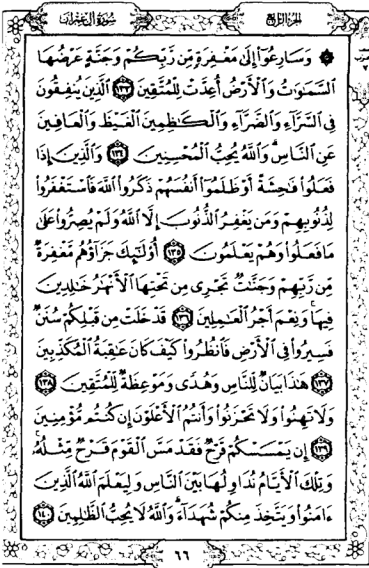 الجزء الرابع سورة آل عمران
۞ وَسَارِعُوٓا۟ إِلَىٰ مَغْفِرَةٍ مِّن رَّبِّكُمْ وَجَنَّةٍ عَرْضُهَا
ٱلسَّمَٰوَٰتُ وَٱلْأَرْضُ أُعِدَّتْ لِلْمُتَّقِينَ ١٣٣ ٱلَّذِينَ يُنفِقُونَ
فِى ٱلسَّرَّآءِ وَٱلضَّرَّآءِ وَٱلْكَٰظِمِينَ ٱلْغَيْظَ وَٱلْعَافِينَ
عَنِ ٱلنَّاسِ ۗ وَٱللَّهُ يُحِبُّ ٱلْمُحْسِنِينَ ١٣٤ وَٱلَّذِينَ إِذَا
فَعَلُوا۟ فَٰحِشَةً أَوْ ظَلَمُوٓا۟ أَنفُسَهُمْ ذَكَرُوا۟ ٱللَّهَ فَٱسْتَغْفَرُوا۟
لِذُنُوبِهِمْ وَمَن يَغْفِرُ ٱلذُّنُوبَ إِلَّا ٱللَّهُ وَلَمْ يُصِرُّوا۟ عَلَىٰ
مَا فَعَلُوا۟ وَهُمْ يَعْلَمُونَ ١٣٥ أُو۟لَٰٓئِكَ جَزَآؤُهُم مَّغْفِرَةٌ
مِّن رَّبِّهِمْ وَجَنَّٰتٌ تَجْرِى مِن تَحْتِهَا ٱلْأَنْهَٰرُ خَٰلِدِينَ
فِيهَا ۚ وَنِعْمَ أَجْرُ ٱلْعَٰمِلِينَ ١٣٦ قَدْ خَلَتْ مِن قَبْلِكُمْ سُنَنٌ
فَسِيرُوا۟ فِى ٱلْأَرْضِ فَٱنظُرُوا۟ كَيْفَ كَانَ عَٰقِبَةُ ٱلْمُكَذِّبِينَ
١٣٧ هَٰذَا بَيَانٌ لِّلنَّاسِ وَهُدًى وَمَوْعِظَةٌ لِّلْمُتَّقِينَ ١٣٨
وَلَا تَهِنُوا۟ وَلَا تَحْزَنُوا۟ وَأَنتُمُ ٱلْأَعْلَوْنَ إِن كُنتُم مُّؤْمِنِينَ
١٣٩ إِن يَمْسَسْكُمْ قَرْحٌ فَقَدْ مَسَّ ٱلْقَوْمَ قَرْحٌ مِّثْلُهُۥ ۚ
وَتِلْكَ ٱلْأَيَّامُ نُدَاوِلُهَا بَيْنَ ٱلنَّاسِ وَلِيَعْلَمَ ٱللَّهُ ٱلَّذِينَ
ءَامَنُوا۟ وَيَتَّخِذَ مِنكُمْ شُهَدَآءَ ۗ وَٱللَّهُ لَا يُحِبُّ ٱلظَّٰلِمِينَ ١٤٠
٦٦